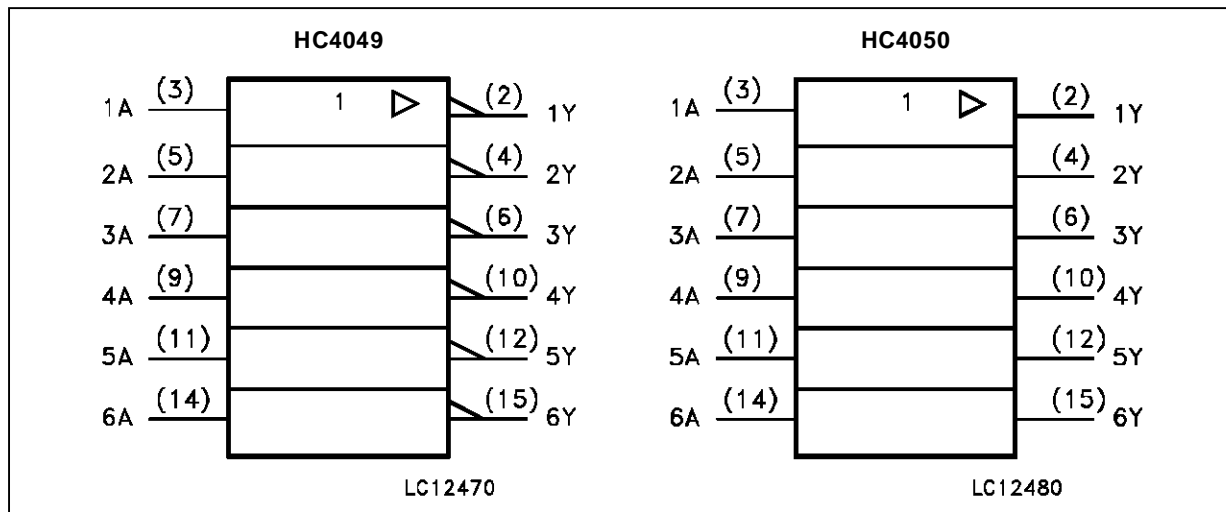 HC4049
1A (3) 1 (2) 1Y
2A (5) (4) 2Y
3A (7) (6) 3Y
4A (9) (10) 4Y
5A (11) (12) 5Y
6A (14) (15) 6Y
LC12470
HC4050
1A (3) 1 (2) 1Y
2A (5) (4) 2Y
3A (7) (6) 3Y
4A (9) (10) 4Y
5A (11) (12) 5Y
6A (14) (15) 6Y
LC12480